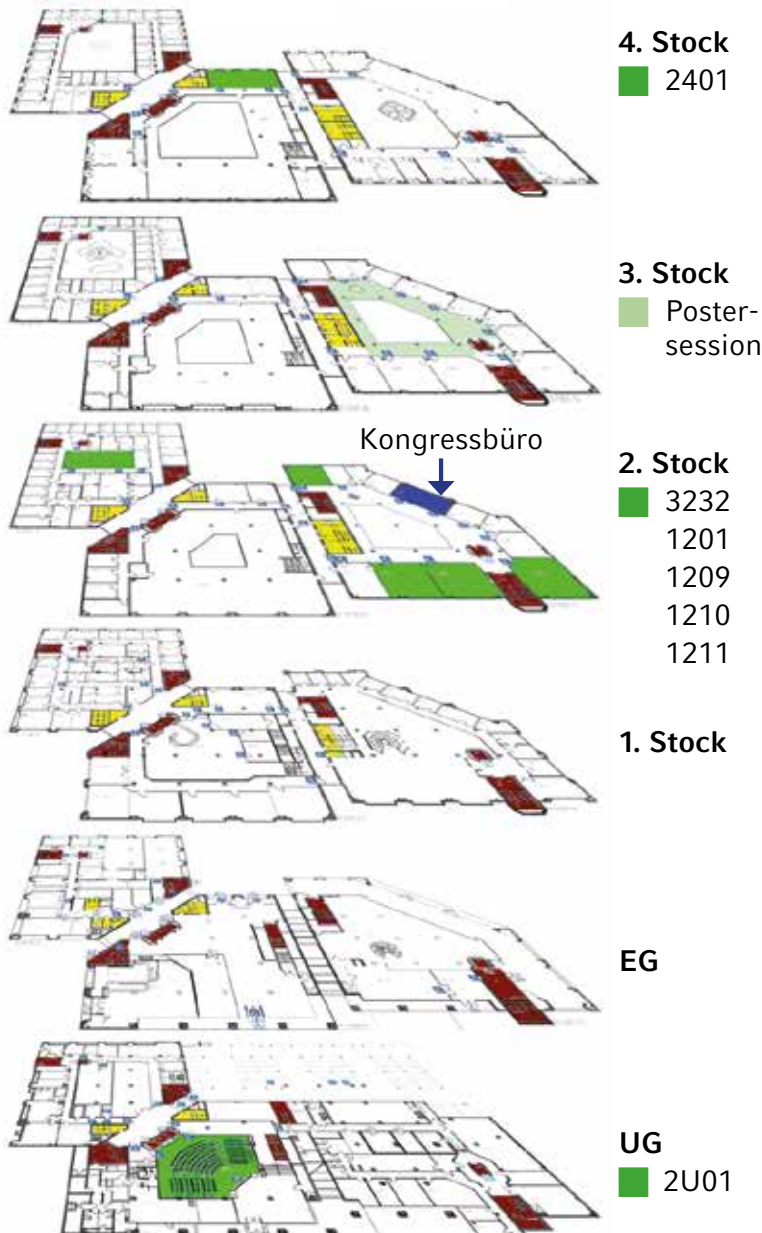 4. Stock
2401
3. Stock
Poster-
session
Kongressbüro
2. Stock
3232
1201
1209
1210
1211
1. Stock
EG
UG
2U01